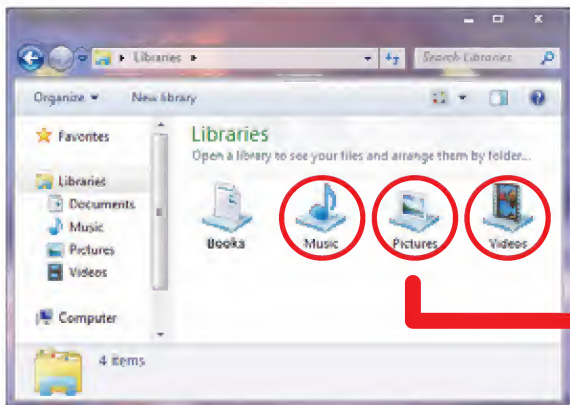 Libraries
Search Libraries
Organize
New library
Favorites
Libraries
Documents
Music
Pictures
Videos
Computer
Libraries
Open a library to see your files and arrange them by folder...
Books
Music
Pictures
Videos
4 items